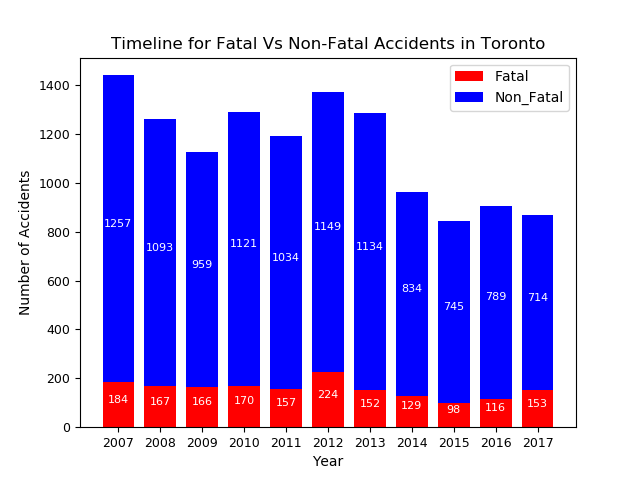 Timeline for Fatal Vs Non-Fatal Accidents in Toronto
Fatal
Non_Fatal
Number of Accidents
1400
1200
1000
800
600
400
200
0
1257 1093 959 1121 1034 1149 1134 834 745 789 714
184 167 166 170 157 224 152 129 98 116 153
2007 2008 2009 2010 2011 2012 2013 2014 2015 2016 2017
Year